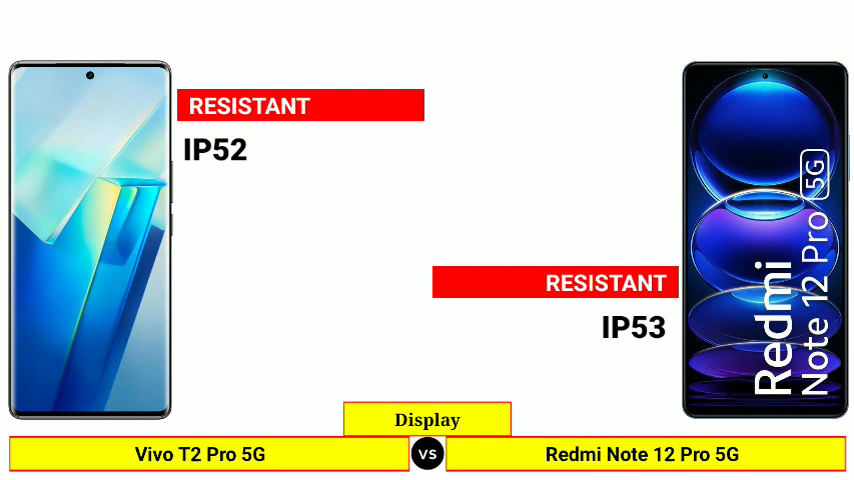 RESISTANT
IP52
RESISTANT
IP53
Redmi
Note 12 Pro 5G
Display
Vivo T2 Pro 5G
VS
Redmi Note 12 Pro 5G